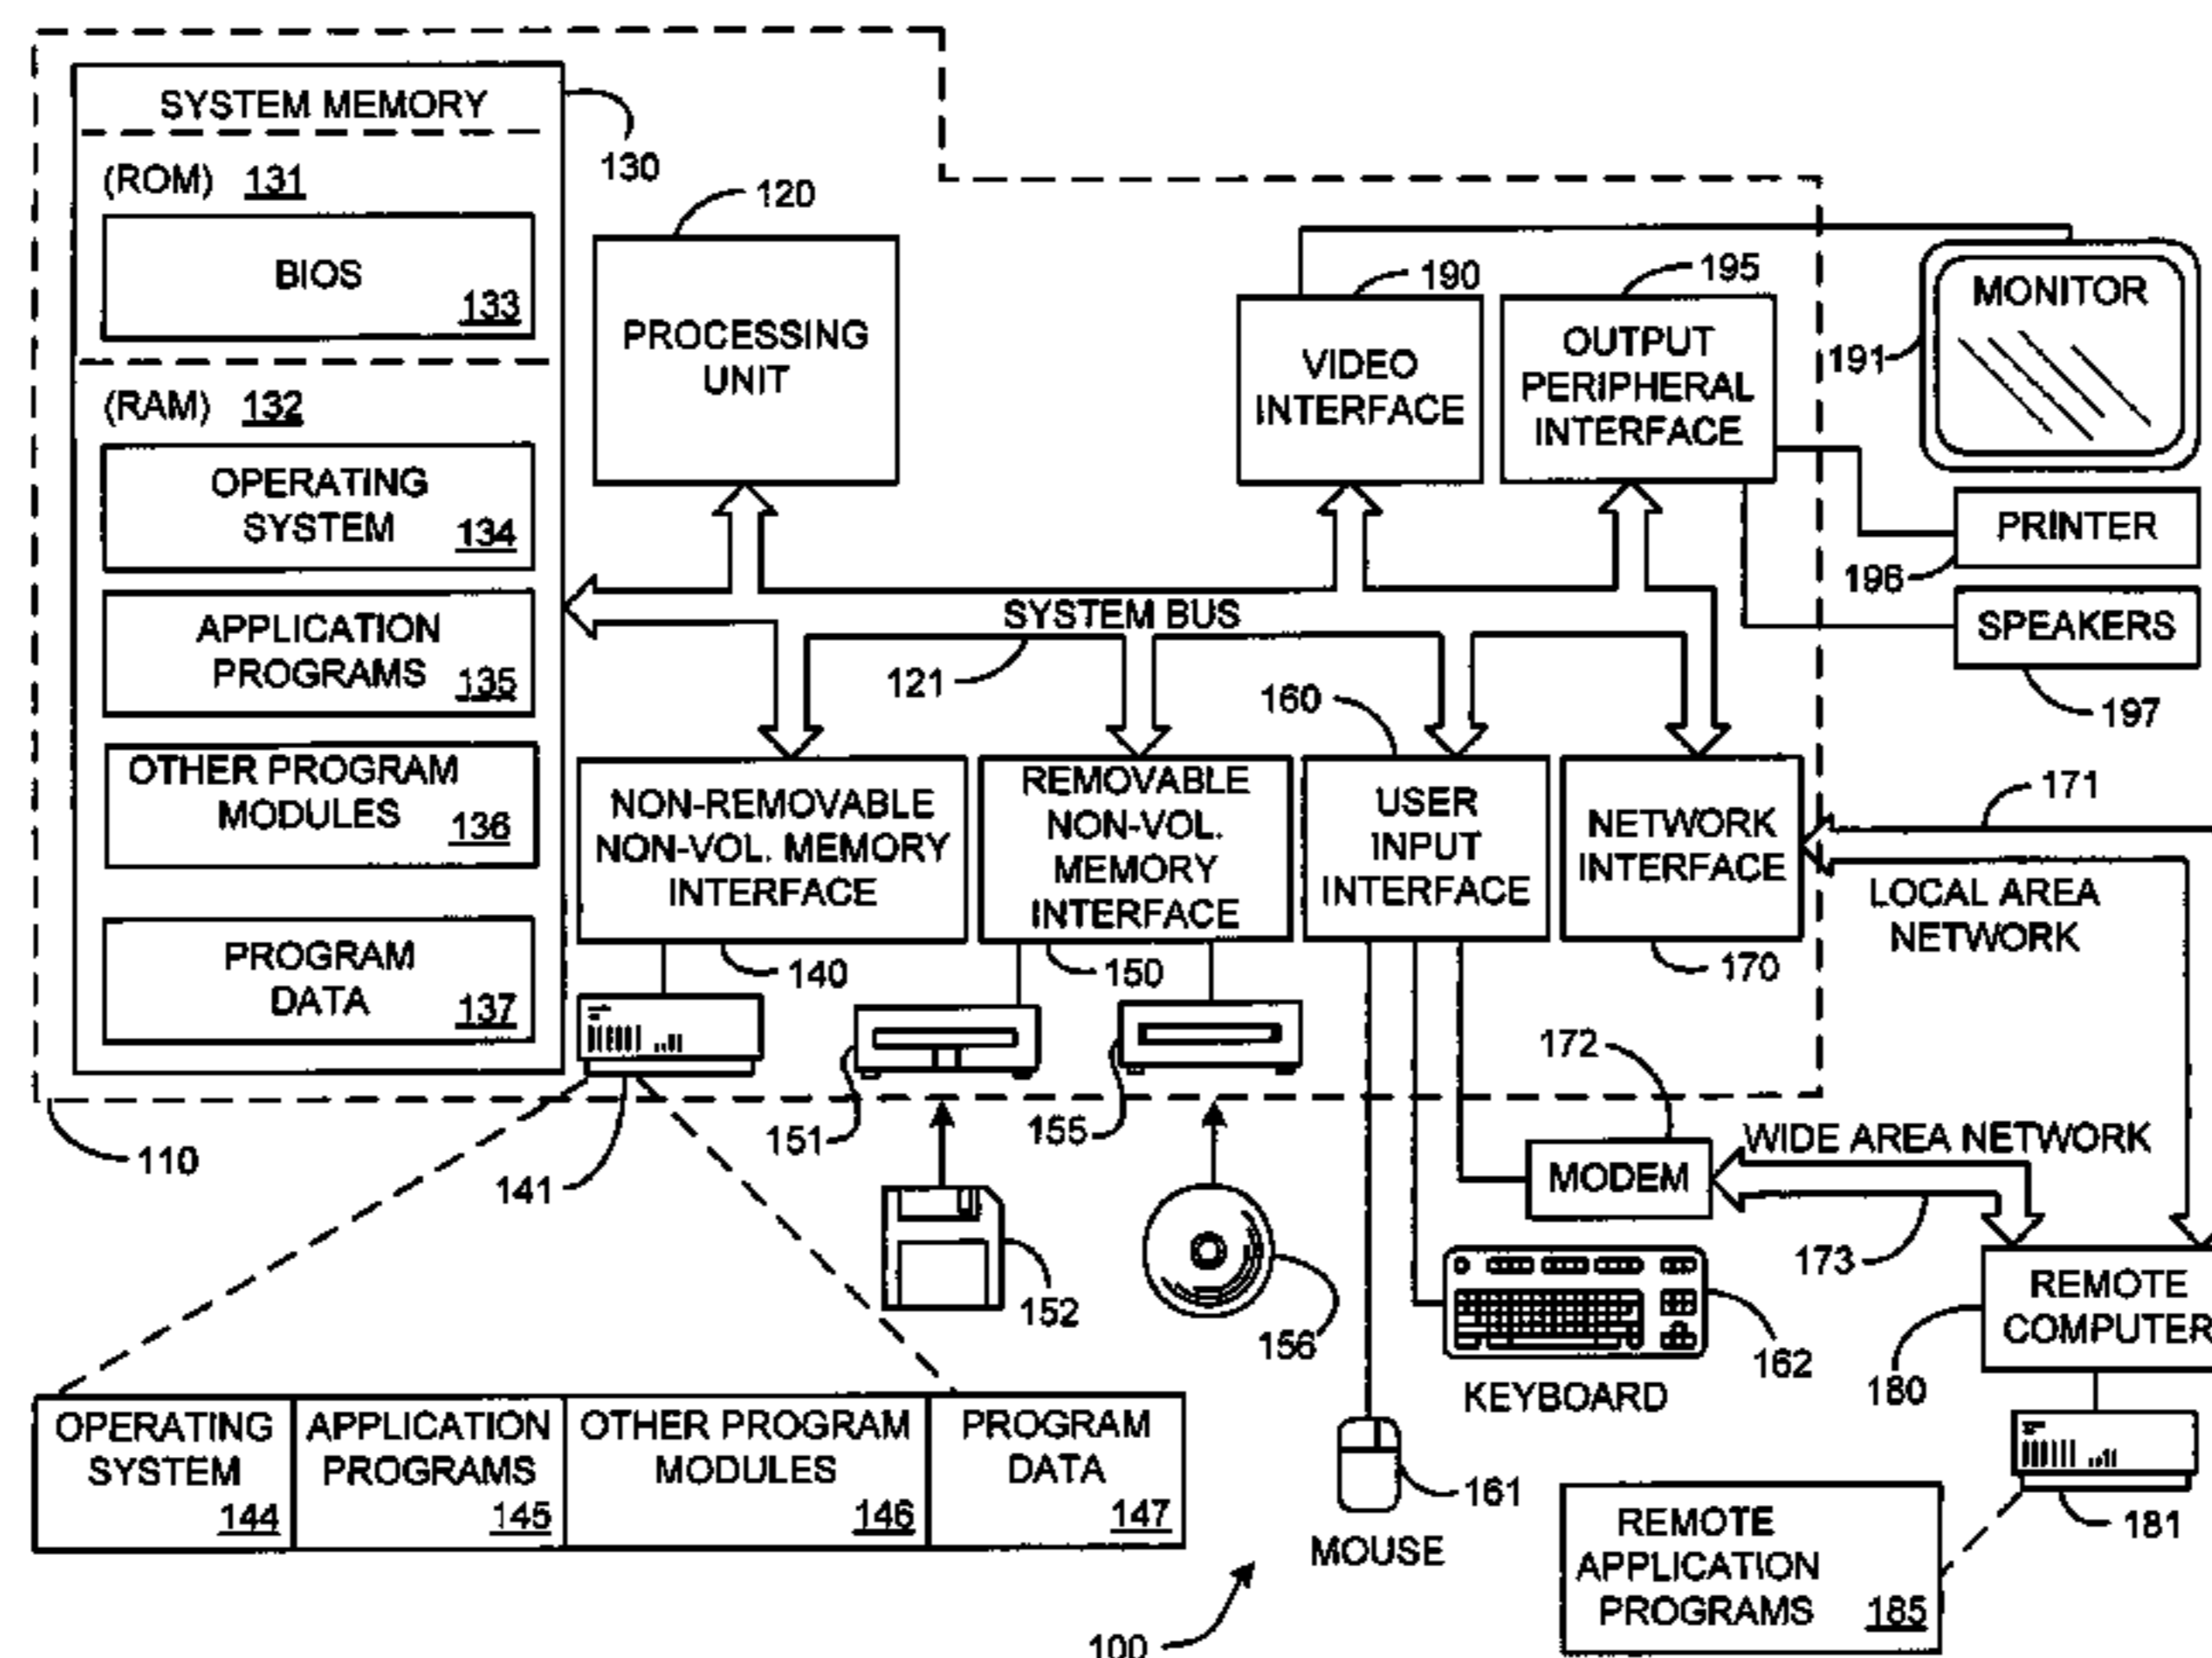 SYSTEM MEMORY
130
(ROM) 131
BIOS
133
(RAM) 132
OPERATING
SYSTEM
134
APPLICATION
PROGRAMS
135
OTHER PROGRAM
MODULES
136
PROGRAM
DATA
137
120
PROCESSING
UNIT
190
VIDEO
INTERFACE
195
OUTPUT
PERIPHERAL
INTERFACE
MONITOR
191
PRINTER
196
SPEAKERS
197
SYSTEM BUS
121
NON-REMOVABLE
NON-VOL. MEMORY
INTERFACE
140
REMOVABLE
NON-VOL.
MEMORY
INTERFACE
150
160
USER
INPUT
INTERFACE
NETWORK
INTERFACE
170
171
LOCAL AREA
NETWORK
110
141
151
152
155
156
172
MODEM
WIDE AREA NETWORK
173
REMOTE
COMPUTER
180
181
162
KEYBOARD
161
MOUSE
OPERATING
SYSTEM
144
APPLICATION
PROGRAMS
145
OTHER PROGRAM
MODULES
146
PROGRAM
DATA
147
REMOTE
APPLICATION
PROGRAMS
185
100